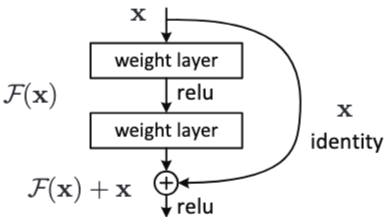 x
weight layer
F(x)
relu
x
weight layer
identity
F(x) + x
relu